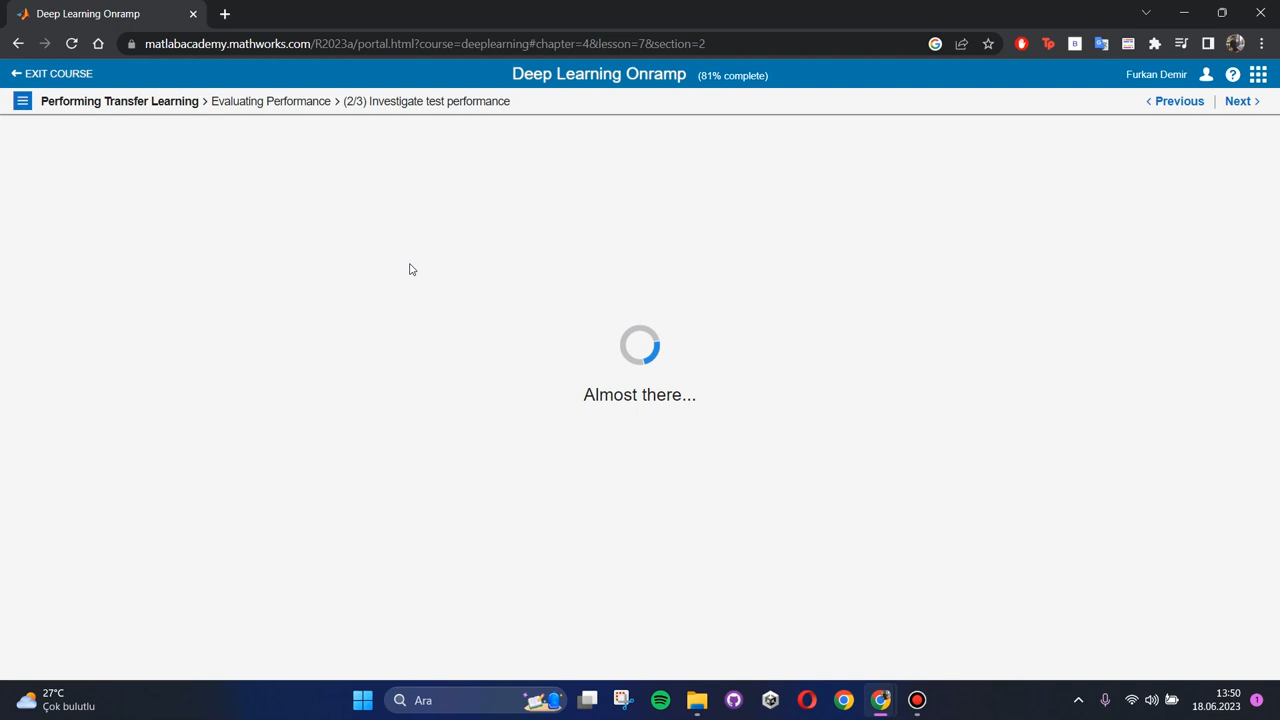 Deep Learning Onramp
matlabacademy.mathworks.com/R2023a/portal.html?course=deeplearning#chapter=4&lesson=7&section=2
EXIT COURSE
Deep Learning Onramp (81% complete)
Furkan Demir
Performing Transfer Learning > Evaluating Performance > (2/3) Investigate test performance
Previous | Next
Almost there...
27°C
Çok bulutlu
Ara
13:50
18.06.2023
1